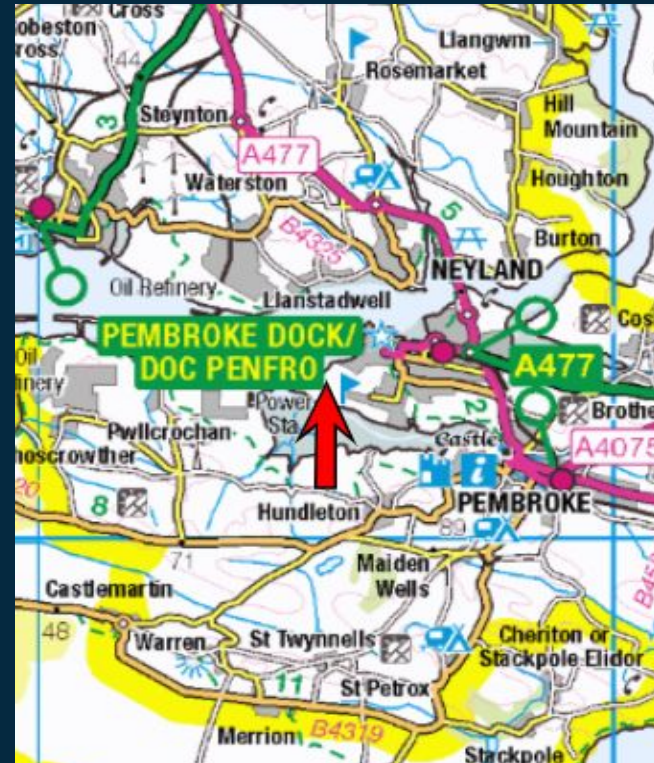 Cross
Llangwm
Rosemarket
44
Steynton
3
Hill
Mountain
A477
Waterston
Houghton
5
B4325
Burton
NEYLAND
Oil Refinery
Llanstadwell
PEMBROKE DOCK/
DOC PENFRO
A477
Oil
Power
Sta
2
Pwllcrochan
Castle
A4075
8
Hundleton
PEMBROKE
89
71
Maiden
Wells
Castlemartin
48
Warren
St Twynnells
Cheriton or
Stackpole Elidor
11
St Petrox
Merrion
B4319
Stackpole